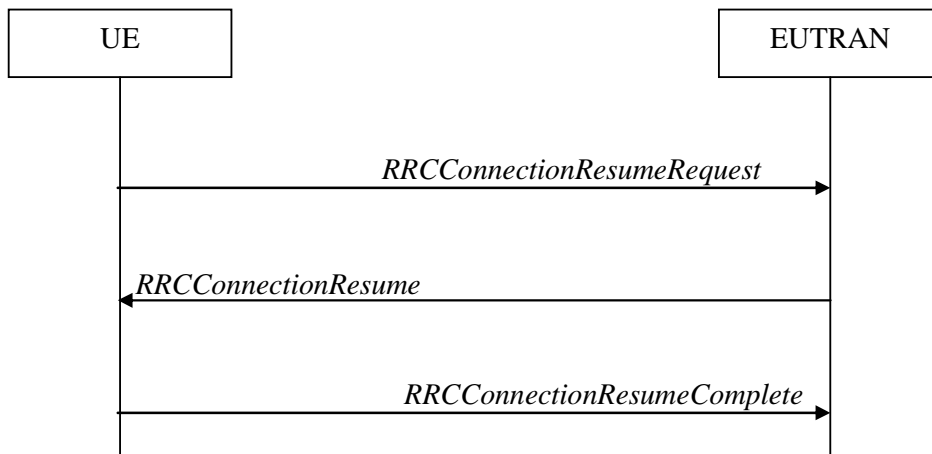 UE
EUTRAN
RRCConnectionResumeRequest
RRCConnectionResume
RRCConnectionResumeComplete